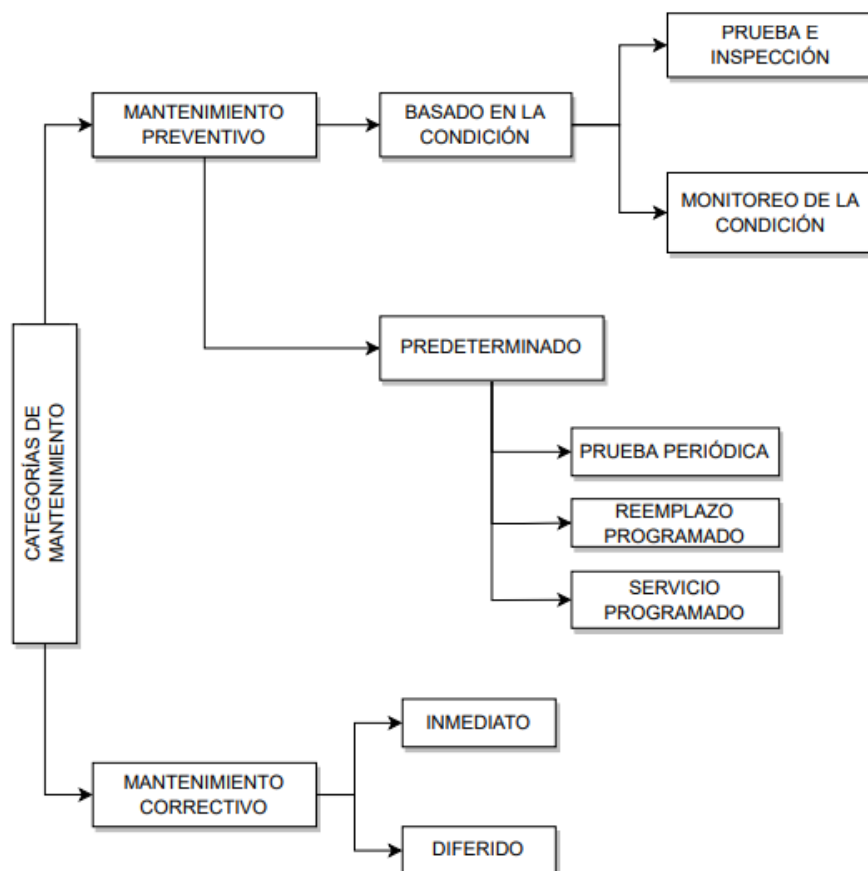 PRUEBA E
INSPECCIÓN
MANTENIMIENTO
PREVENTIVO
BASADO EN LA
CONDICIÓN
MONITOREO DE LA
CONDICIÓN
PREDETERMINADO
CATEGORÍAS DE
MANTENIMIENTO
PRUEBA PERIÓDICA
REEMPLAZO
PROGRAMADO
SERVICIO
PROGRAMADO
INMEDIATO
MANTENIMIENTO
CORRECTIVO
DIFERIDO